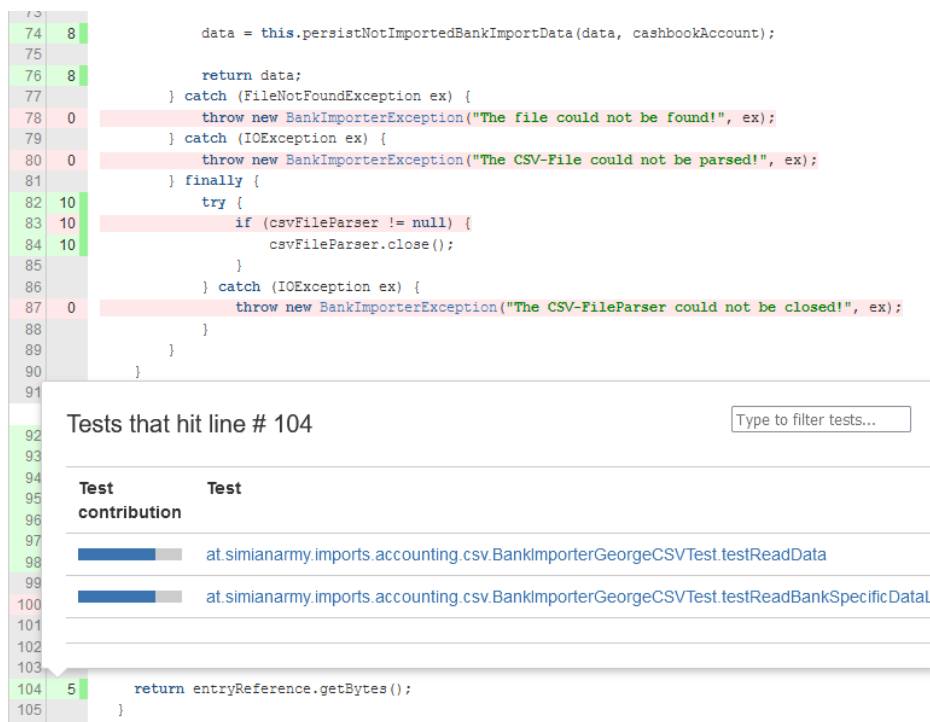 73
74 8 data = this.persistNotImportedBankImportData(data, cashbookAccount);
75
76 8 return data;
77 } catch (FileNotFoundException ex) {
78 0 throw new BankImporterException("The file could not be found!", ex);
79 } catch (IOException ex) {
80 0 throw new BankImporterException("The CSV-File could not be parsed!", ex);
81 } finally {
82 10 try {
83 10 if (csvFileParser != null) {
84 10 csvFileParser.close();
85 }
86 } catch (IOException ex) {
87 0 throw new BankImporterException("The CSV-FileParser could not be closed!", ex);
88 }
89 }
90 }
91
Tests that hit line # 104 Type to filter tests...
92
93
94
Test Test
95
contribution
96
97
at.simianarmy.imports.accounting.csv.BankImporterGeorgeCSVTest.testReadData
98
99
at.simianarmy.imports.accounting.csv.BankImporterGeorgeCSVTest.testReadBankSpecificDataL
100
101
102
103
104 5 return entryReference.getBytes();
105 }